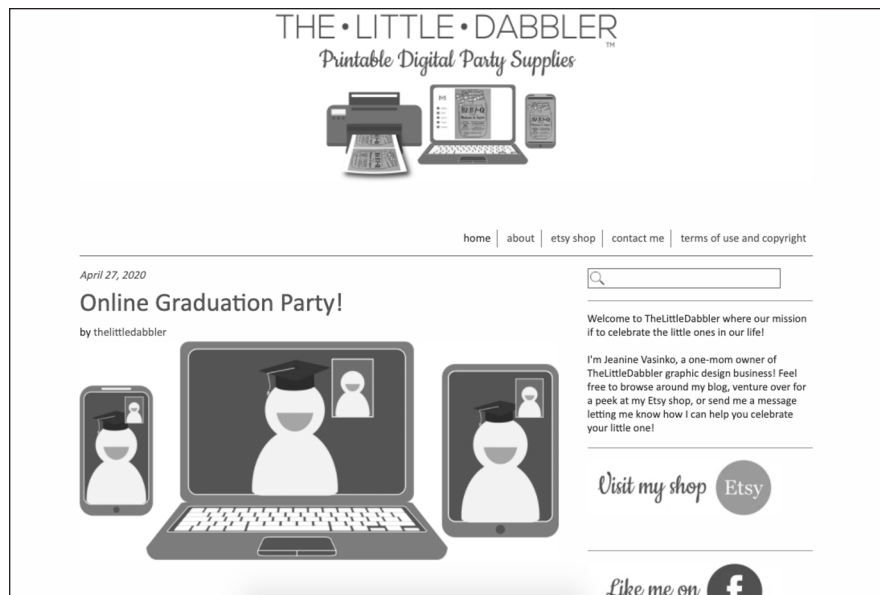 THE • LITTLE • DABBLER
TM
Printable Digital Party Supplies
home
about
etsy shop
contact me
terms of use and copyright
April 27, 2020
Online Graduation Party!
by thelittledabbler
Welcome to TheLittleDabbler where our mission
if to celebrate the little ones in our life!
I'm Jeanine Vasinko, a one-mom owner of
TheLittleDabbler graphic design business! Feel
free to browse around my blog, venture over for
a peek at my Etsy shop, or send me a message
letting me know how I can help you celebrate
your little one!
Visit my shop
Etsy
Like me on
f